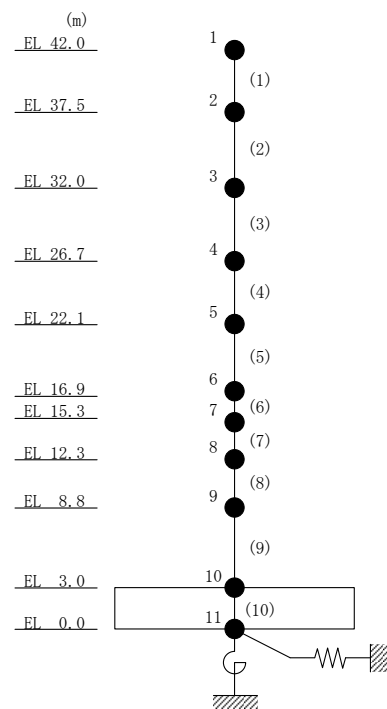 (m)
EL 42.0 1
(1)
EL 37.5 2
(2)
EL 32.0 3
(3)
EL 26.7 4
(4)
EL 22.1 5
(5)
EL 16.9 6
(6)
EL 15.3 7
(7)
EL 12.3 8
(8)
EL 8.8 9
(9)
EL 3.0 10
(10)
EL 0.0 11